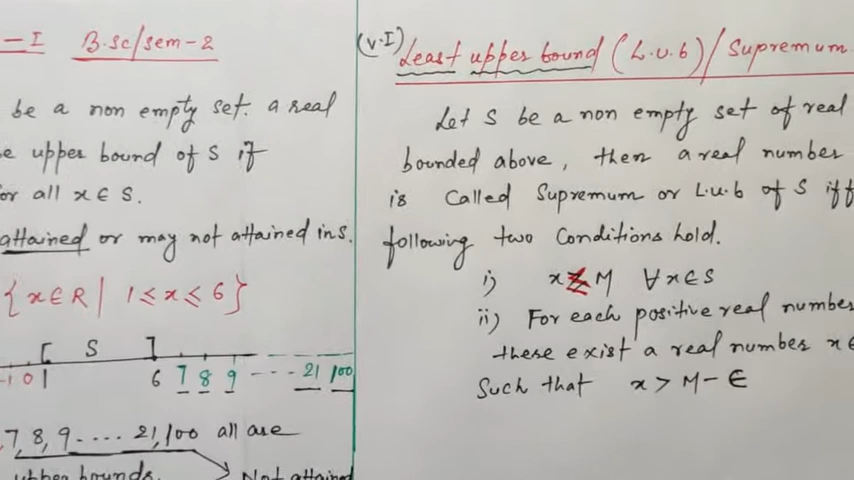 -I B.sc/sem-2
be a non empty set. a real
e upper bound of S if
or all x ∈ S.
attained or may not attained in s.
{x ∈ R | 1 ≤ x ≤ 6}
[ S ]
-1 0 1 6 7 8 9 ---- 21 100
7, 8, 9 .... 21, 100 all are
upper bounds. Not attained
(V.I) Least upper bound (L.u.b) / Supremum
Let S be a non empty set of real
bounded above, then a real number
is Called Supremum or L.u.b of S iff
following two Conditions hold.
i) x ≤ M ∀ x ∈ S
ii) For each positive real number
there exist a real number x ∈
Such that x > M - ∈